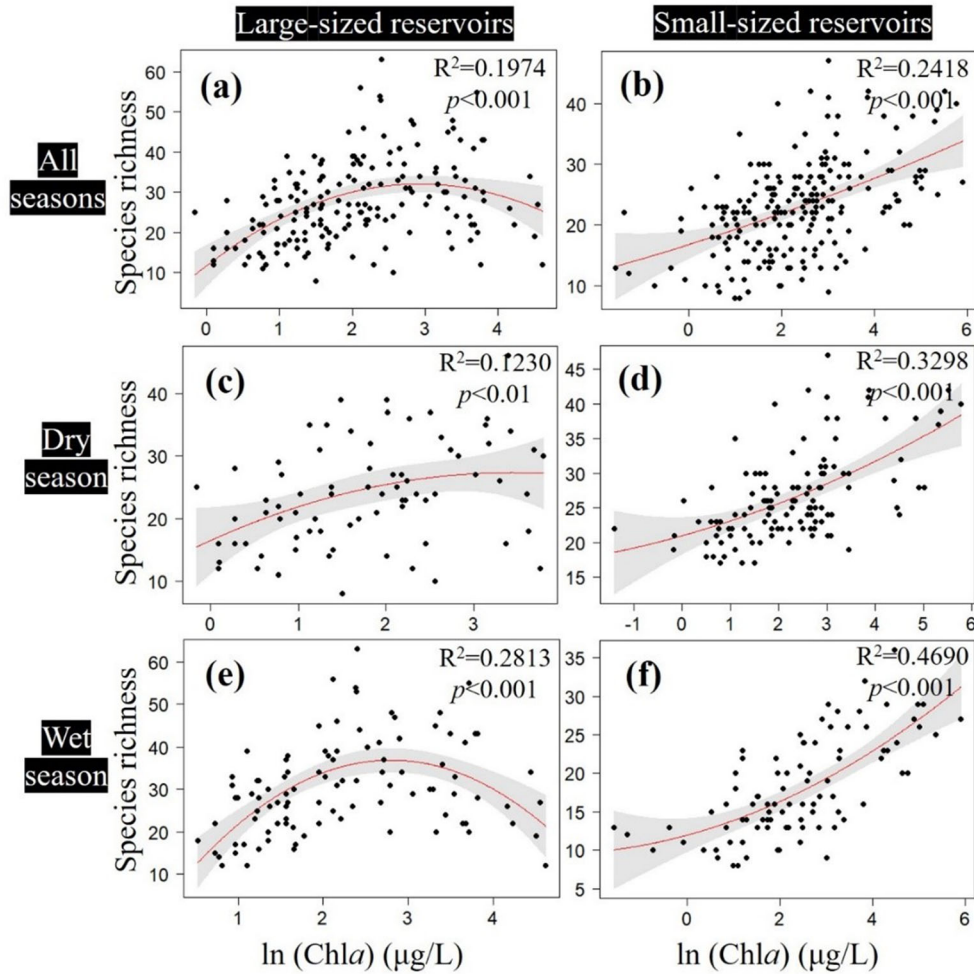 Large-sized reservoirs
Small-sized reservoirs
All
seasons
Species richness
(a)
R²=0.1974
p<0.001
60
50
40
30
20
10
0
1
2
3
4
(b)
R²=0.2418
p<0.001
40
30
20
10
0
2
4
6
Dry
season
Species richness
(c)
R²=0.1230
p<0.01
40
30
20
10
0
1
2
3
(d)
R²=0.3298
p<0.001
45
40
35
30
25
20
15
-1
0
1
2
3
4
5
6
Wet
season
Species richness
(e)
R²=0.2813
p<0.001
60
50
40
30
20
10
1
2
3
4
(f)
R²=0.4690
p<0.001
35
30
25
20
15
10
5
0
2
4
6
ln (Chla) (μg/L)
ln (Chla) (μg/L)